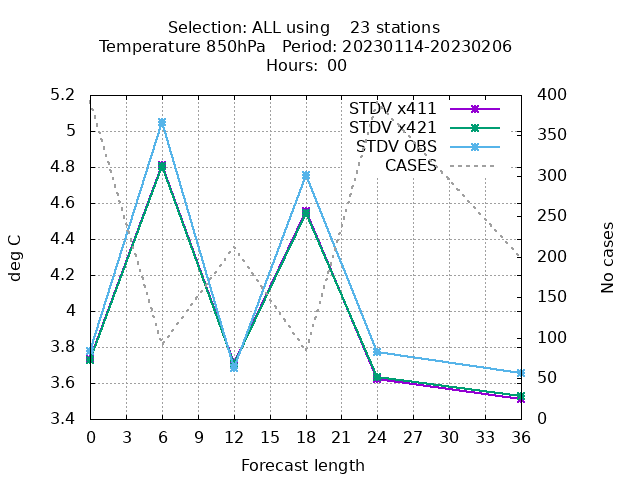 Selection: ALL using    23 stations
Temperature 850hPa   Period: 20230114-20230206
Hours:  00
STDV x411
STDV x421
STDV OBS
CASES
deg C
5.2
5
4.8
4.6
4.4
4.2
4
3.8
3.6
3.4
No cases
400
350
300
250
200
150
100
50
0
0 3 6 9 12 15 18 21 24 27 30 33 36
Forecast length